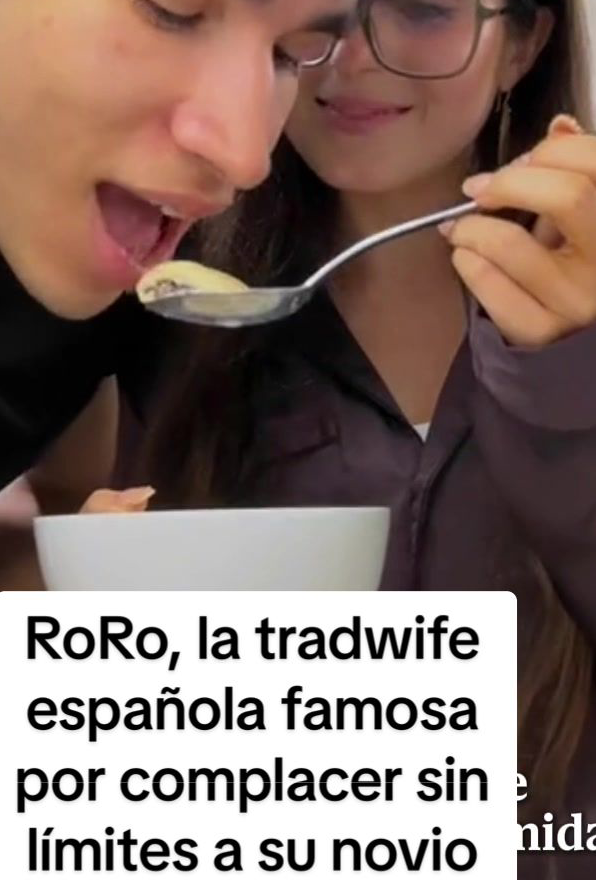 RoRo, la tradwife
española famosa
por complacer sin
límites a su novio